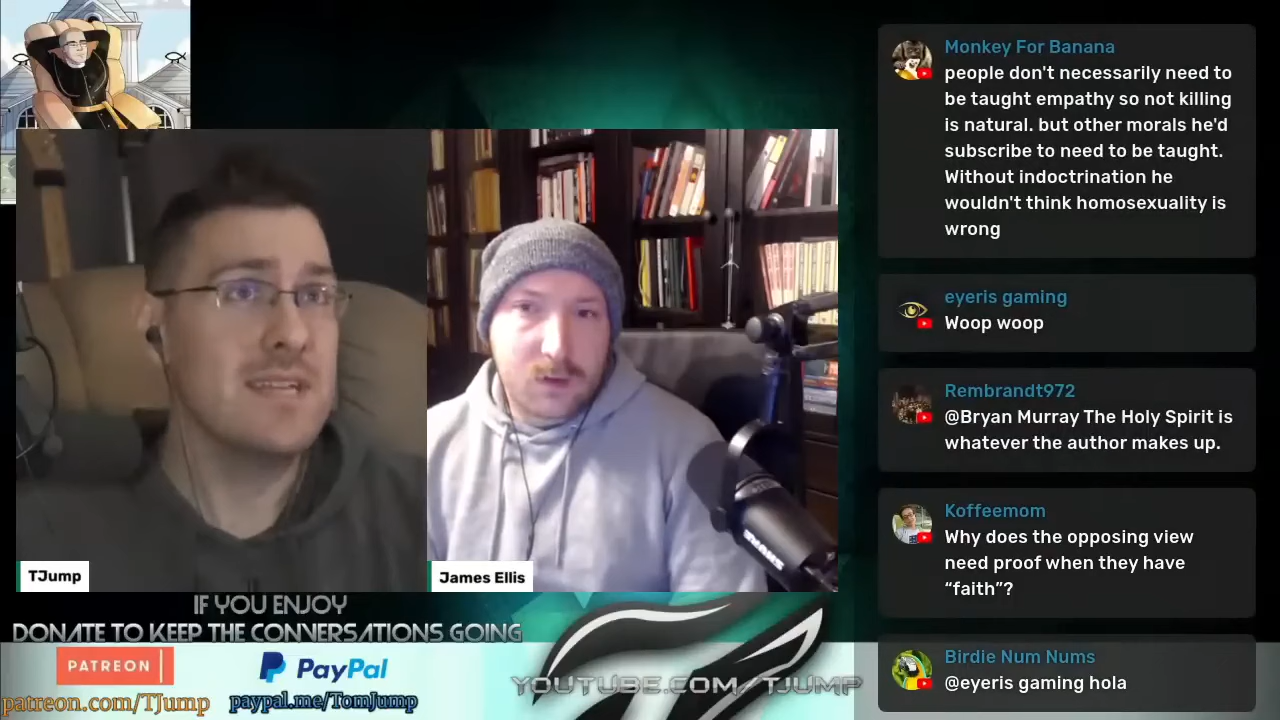 Monkey For Banana
people don't necessarily need to
be taught empathy so not killing
is natural. but other morals he'd
subscribe to need to be taught.
Without indoctrination he
wouldn't think homosexuality is
wrong
eyeris gaming
Woop woop
Rembrandt972
@Bryan Murray The Holy Spirit is
whatever the author makes up.
Koffeemom
Why does the opposing view
need proof when they have
“faith”?
Birdie Num Nums
@eyeris gaming hola
TJump
James Ellis
IF YOU ENJOY
DONATE TO KEEP THE CONVERSATIONS GOING
PATREON
PayPal
patreon.com/TJump
paypal.me/TomJump
YOUTUBE.COM/TJUMP